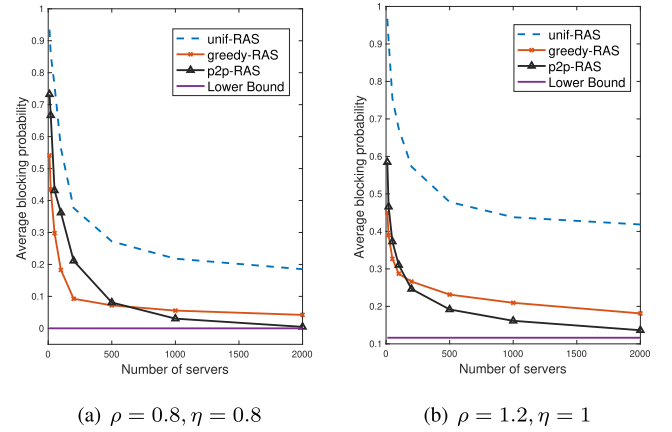 1
0.9
0.8
0.7
0.6
0.5
0.4
0.3
0.2
0.1
0
0 500 1000 1500 2000
Average blocking probability
Number of servers
unif-RAS
greedy-RAS
p2p-RAS
Lower Bound
(a) ρ = 0.8, η = 0.8
1
0.9
0.8
0.7
0.6
0.5
0.4
0.3
0.2
0.1
0 500 1000 1500 2000
Average blocking probability
Number of servers
unif-RAS
greedy-RAS
p2p-RAS
Lower Bound
(b) ρ = 1.2, η = 1